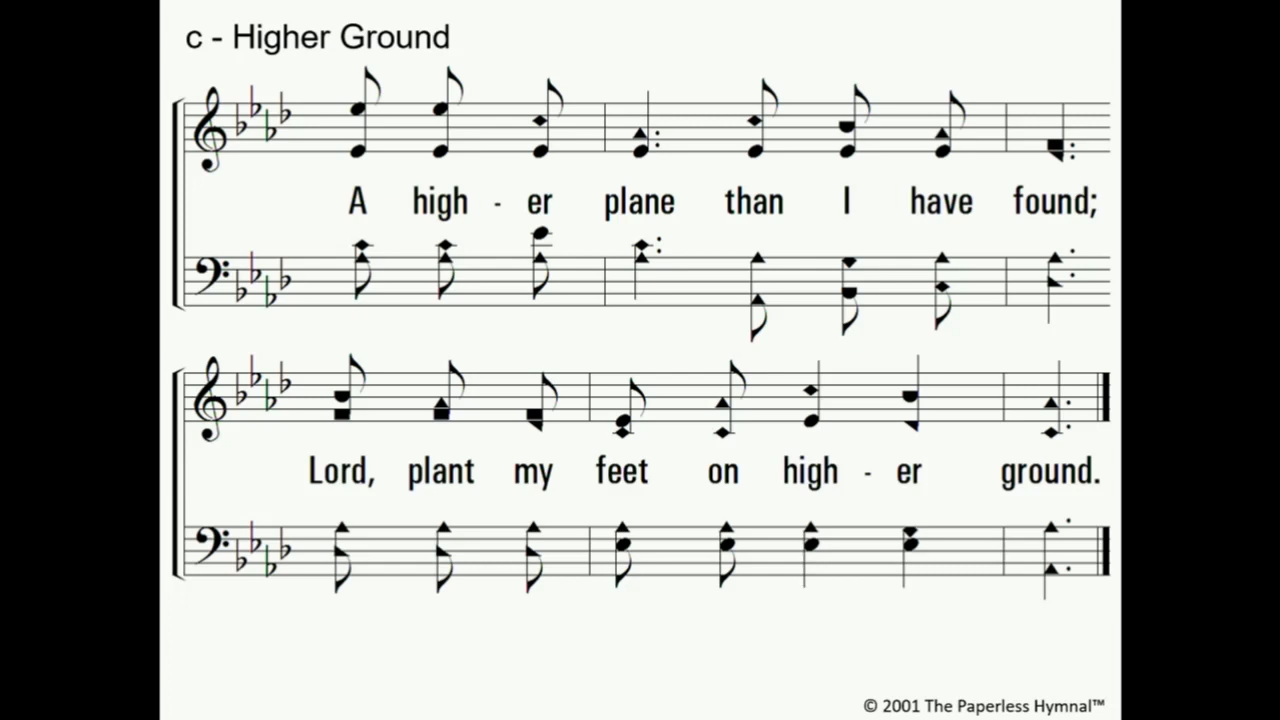 c - Higher Ground
A high - er plane than I have found;
Lord, plant my feet on high - er ground.
© 2001 The Paperless Hymnal™